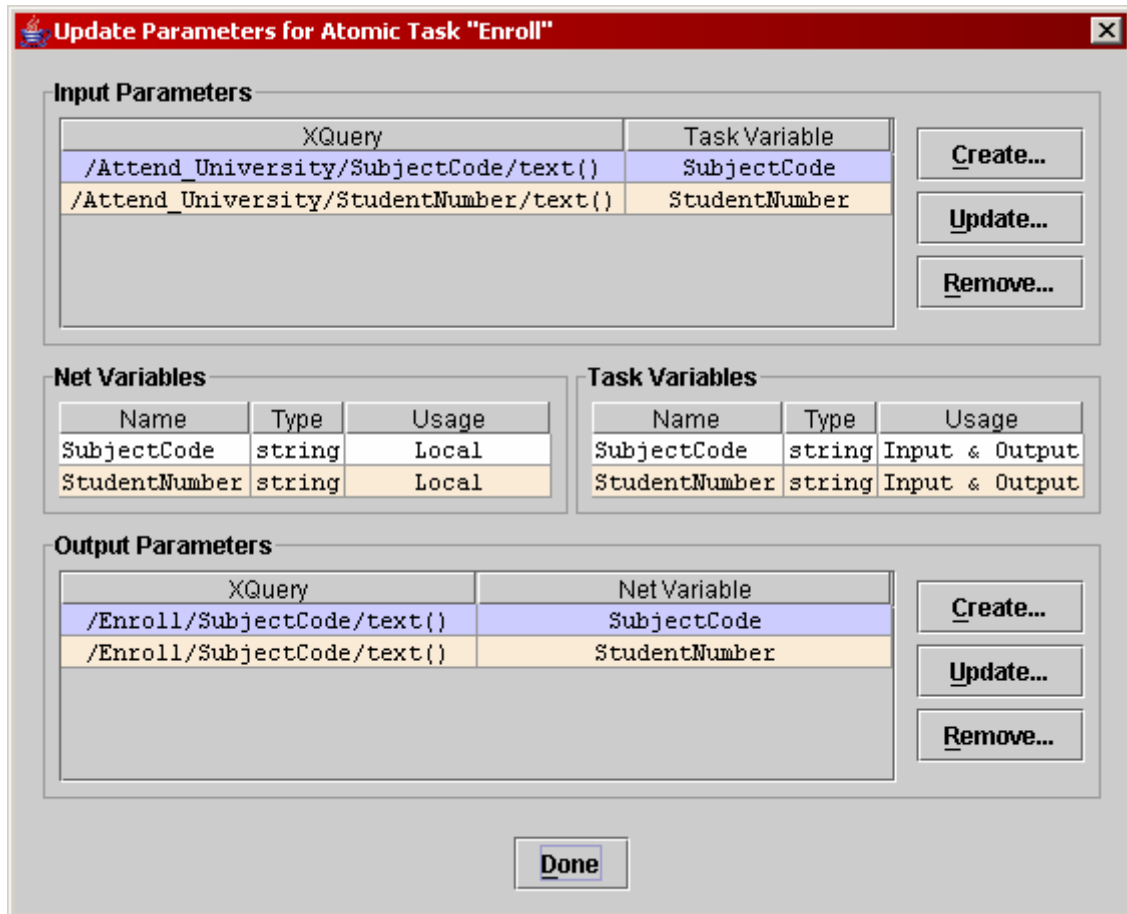 Update Parameters for Atomic Task "Enroll"
Input Parameters
XQuery Task Variable
/Attend_University/SubjectCode/text() SubjectCode
/Attend_University/StudentNumber/text() StudentNumber
Create...
Update...
Remove...
Net Variables
Name Type Usage
SubjectCode string Local
StudentNumber string Local
Task Variables
Name Type Usage
SubjectCode string Input & Output
StudentNumber string Input & Output
Output Parameters
XQuery Net Variable
/Enroll/SubjectCode/text() SubjectCode
/Enroll/SubjectCode/text() StudentNumber
Create...
Update...
Remove...
Done